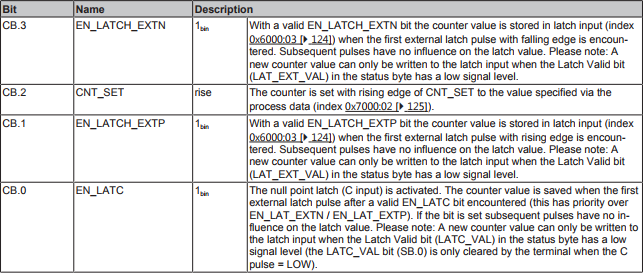 Bit Name Description
CB.3 EN_LATCH_EXTN 1bin With a valid EN_LATCH_EXTN bit the counter value is stored in latch input (index
0x6000:03 [▶ 124]) when the first external latch pulse with falling edge is encoun-
tered. Subsequent pulses have no influence on the latch value. Please note: A
new counter value can only be written to the latch input when the Latch Valid bit
(LAT_EXT_VAL) in the status byte has a low signal level.
CB.2 CNT_SET rise The counter is set with rising edge of CNT_SET to the value specified via the
process data (index 0x7000:02 [▶ 125]).
CB.1 EN_LATCH_EXTP 1bin With a valid EN_LATCH_EXTP bit the counter value is stored in latch input (index
0x6000:03 [▶ 124]) when the first external latch pulse with rising edge is encoun-
tered. Subsequent pulses have no influence on the latch value. Please note: A
new counter value can only be written to the latch input when the Latch Valid bit
(LAT_EXT_VAL) in the status byte has a low signal level.
CB.0 EN_LATC 1bin The null point latch (C input) is activated. The counter value is saved when the first
external latch pulse after a valid EN_LATC bit encountered (this has priority over
EN_LAT_EXTN / EN_LAT_EXTP). If the bit is set subsequent pulses have no in-
fluence on the latch value. Please note: A new counter value can only be written to
the latch input when the Latch Valid bit (LATC_VAL) in the status byte has a low
signal level (the LATC_VAL bit (SB.0) is only cleared by the terminal when the C
pulse = LOW).